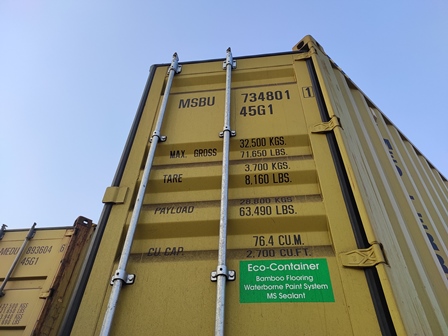 MSBU 734801 1
45G1
MAX. GROSS 32.500 KGS.
71.650 LBS.
TARE 3.700 KGS.
8.160 LBS.
PAYLOAD 28.800 KGS.
63.490 LBS.
CU.CAP. 76.4 CU.M.
2,700 CU.FT.
Eco-Container
Bamboo Flooring
Waterborne Paint System
MS Sealant
45G1